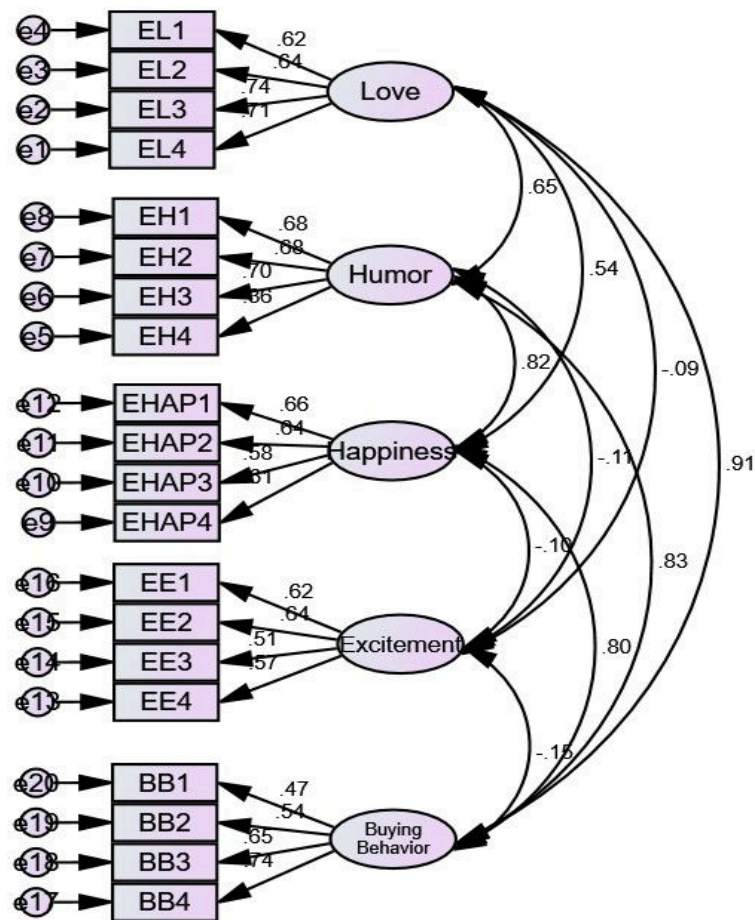 e4 EL1 .62
e3 EL2 .64
e2 EL3 .74
e1 EL4 .71
Love
.65
e8 EH1 .68
e7 EH2 .68
e6 EH3 .70
e5 EH4
Humor
.54
.82
-.09
e12 EHAP1 .66
e11 EHAP2 .64
e10 EHAP3 .58
e9 EHAP4
Happiness
-.11
.91
-.10
.83
e16 EE1 .62
e15 EE2 .64
e14 EE3 .51
e13 EE4 .57
Excitement
.80
-.15
e20 BB1 .47
e19 BB2 .54
e18 BB3 .65
e17 BB4 .74
Buying
Behavior